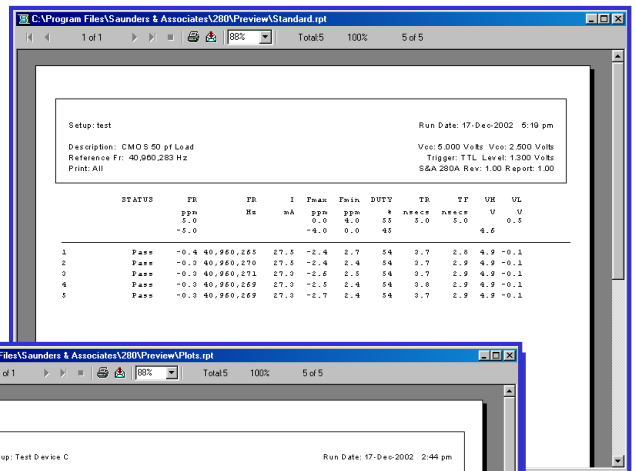 C:\Program Files\Saunders & Associates\280\Preview\Standard.rpt
1 of 1 88% Total:5 100% 5 of 5
Setup: test Run Date: 17-Dec-2002 5:19 pm
Description: CMOS 50 pf Load Vcc: 5.000 Volts Vco: 2.500 Volts
Reference Fr: 40,960,283 Hz Trigger: TTL Level: 1.300 Volts
Print: All S&A 280A Rev: 1.00 Report: 1.00
STATUS FR FR I Fmax Fmin DUTY TR TF VH VL
ppm Hz mA ppm ppm % nsecs nsecs V V
5.0 0.0 4.0 55 5.0 5.0 0.5
-5.0 -4.0 0.0 45 4.5
1 Pass -0.4 40,960,265 27.5 -2.4 2.7 54 3.7 2.8 4.9 -0.1
2 Pass -0.3 40,960,270 27.5 -2.4 2.4 54 3.7 2.9 4.9 -0.1
3 Pass -0.3 40,960,271 27.3 -2.6 2.5 54 3.7 2.9 4.9 -0.1
4 Pass -0.3 40,960,269 27.3 -2.5 2.4 54 3.8 2.9 4.9 -0.1
5 Pass -0.3 40,960,269 27.3 -2.7 2.4 54 3.7 2.9 4.9 -0.1
Files\Saunders & Associates\280\Preview\Plots.rpt
of 1 88% Total:5 100% 5 of 5
up: Test Device C Run Date: 17-Dec-2002 2:44 pm